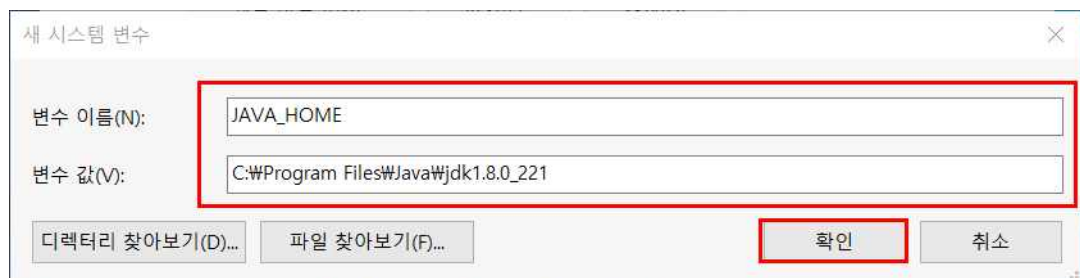 새 시스템 변수
변수 이름(N):
JAVA_HOME
변수 값(V):
C:₩Program Files₩Java₩jdk1.8.0_221
디렉터리 찾아보기(D)...
파일 찾아보기(F)...
확인
취소